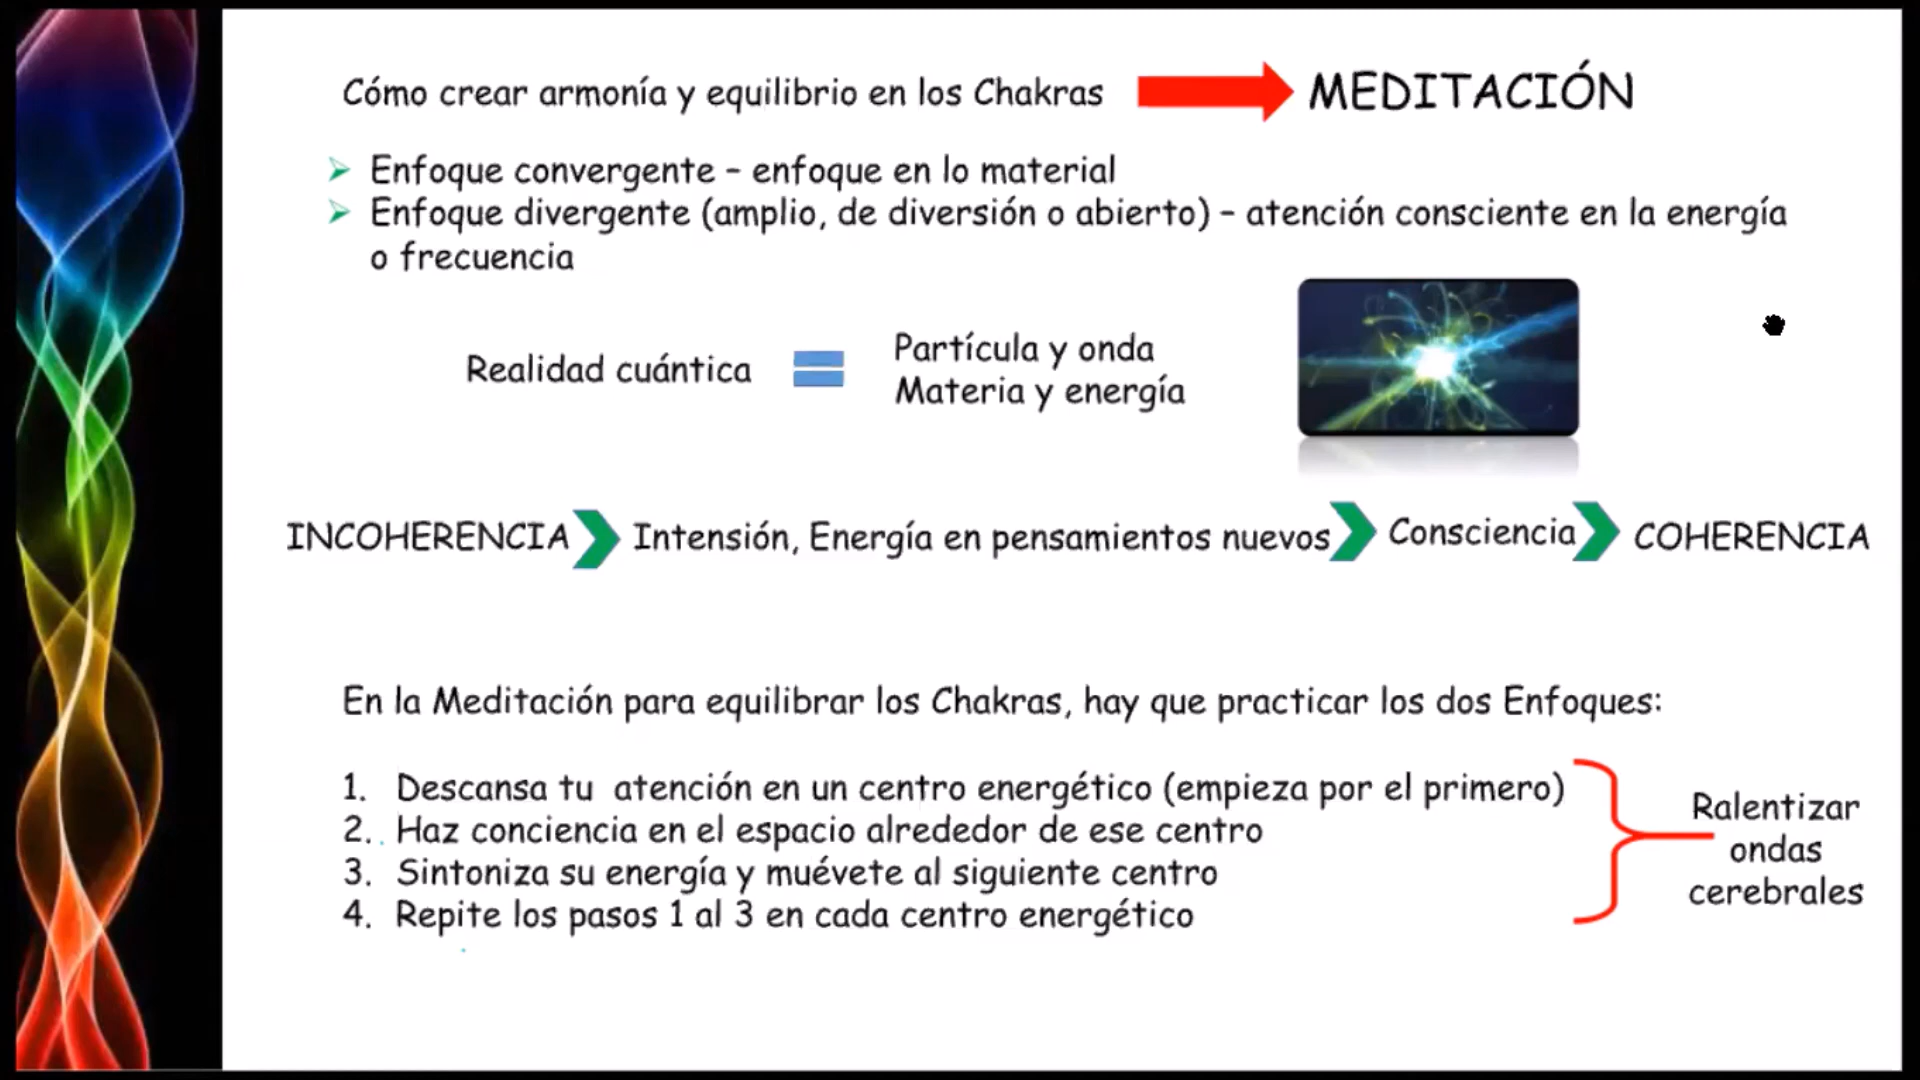 Cómo crear armonía y equilibrio en los Chakras MEDITACIÓN
Enfoque convergente - enfoque en lo material
Enfoque divergente (amplio, de diversión o abierto) - atención consciente en la energía
o frecuencia
Realidad cuántica = Partícula y onda
Materia y energía
INCOHERENCIA Intensión, Energía en pensamientos nuevos Consciencia COHERENCIA
En la Meditación para equilibrar los Chakras, hay que practicar los dos Enfoques:
1. Descansa tu atención en un centro energético (empieza por el primero)
2. Haz conciencia en el espacio alrededor de ese centro
3. Sintoniza su energía y muévete al siguiente centro
4. Repite los pasos 1 al 3 en cada centro energético
Ralentizar
ondas
cerebrales